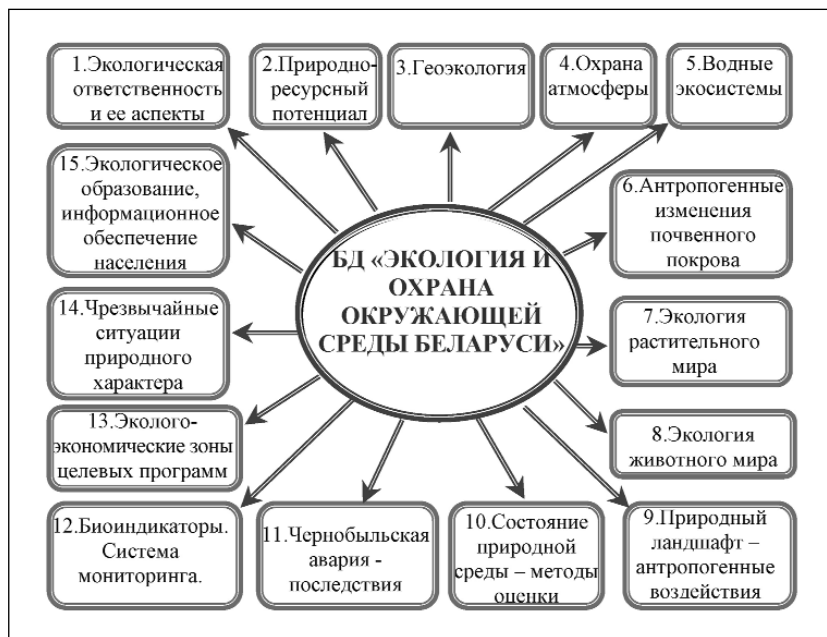 1.Экологическая
ответственность
и ее аспекты
2.Природно-
ресурсный
потенциал
3.Геоэкология
4.Охрана
атмосферы
5.Водные
экосистемы
6.Антропогенные
изменения
почвенного
покрова
7.Экология
растительного
мира
8.Экология
животного мира
9.Природный
ландшафт –
антропогенные
воздействия
10.Состояние
природной
среды – методы
оценки
11.Чернобыльская
авария -
последствия
12.Биоиндикаторы.
Система
мониторинга.
13.Эколого-
экономические зоны
целевых программ
14.Чрезвычайные
ситуации
природного
характера
15.Экологическое
образование,
информационное
обеспечение
населения
БД «ЭКОЛОГИЯ И
ОХРАНА
ОКРУЖАЮЩЕЙ
СРЕДЫ БЕЛАРУСИ»